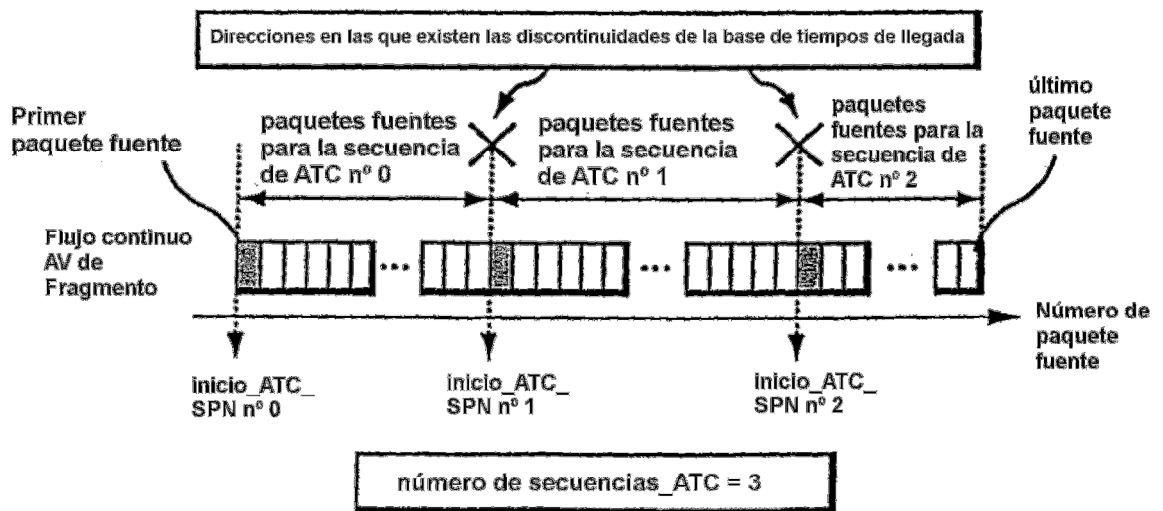 Direcciones en las que existen las discontinuidades de la base de tiempos de llegada
Primer
paquete fuente
paquetes fuentes
para la secuencia
de ATC nº 0
paquetes fuentes
para la secuencia
de ATC nº 1
paquetes
fuentes para la
secuencia de
ATC nº 2
último
paquete
fuente
Flujo continuo
AV de
Fragmento
...
...
...
Número de
paquete
fuente
inicio_ATC_
SPN nº 0
inicio_ATC_
SPN nº 1
inicio_ATC_
SPN nº 2
número de secuencias_ATC = 3